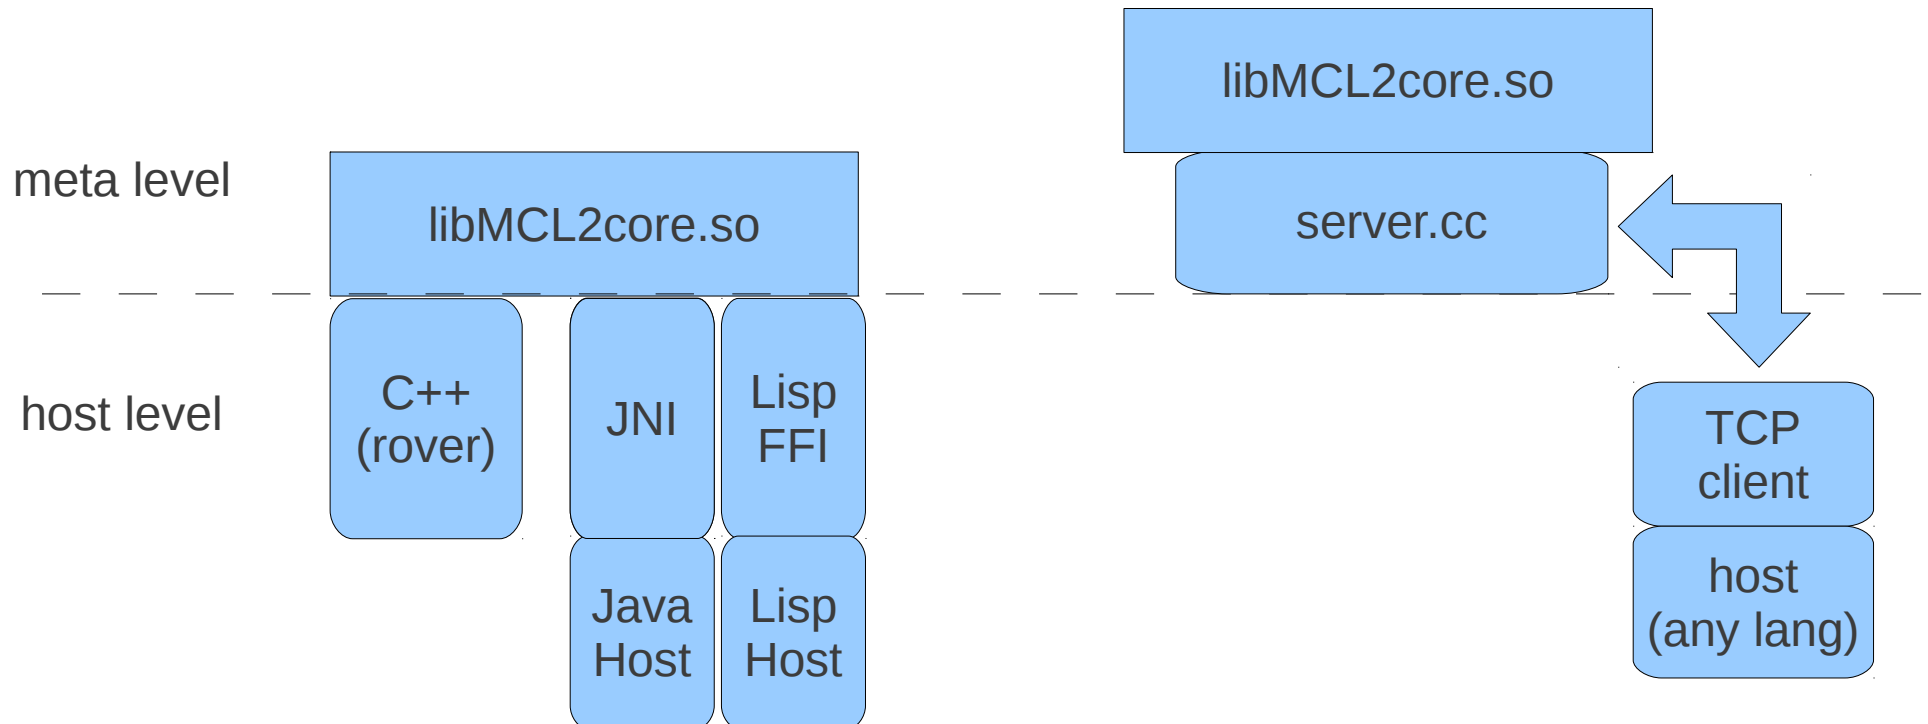 libMCL2core.so
meta level
libMCL2core.so
server.cc
host level
C++
(rover)
JNI
Lisp
FFI
TCP
client
Java
Host
Lisp
Host
host
(any lang)